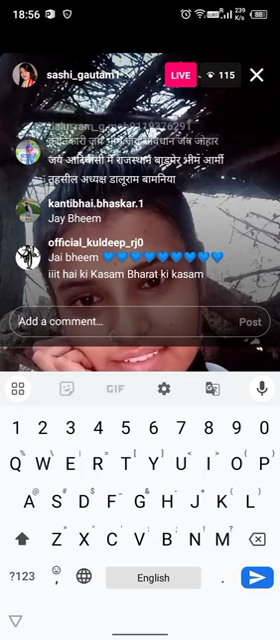 18:56
239
K/s
88
sashi_gautam1
LIVE
115
जय आदिवासी में राजस्थान बाड़मेर भीम आर्मी
तहसील अध्यक्ष डालूराम बामनिया
kantibhai.bhaskar.1
Jay Bheem
official_kuldeep_rj0
Jai bheem 💙💙💙💙💙💙💙💙💙
iiit hai ki Kasam Bharat ki kasam
Add a comment...
Post
GIF
1 2 3 4 5 6 7 8 9 0
Q W E R T Y U I O P
A S D F G H J K L
Z X C V B N M
?123
English
.